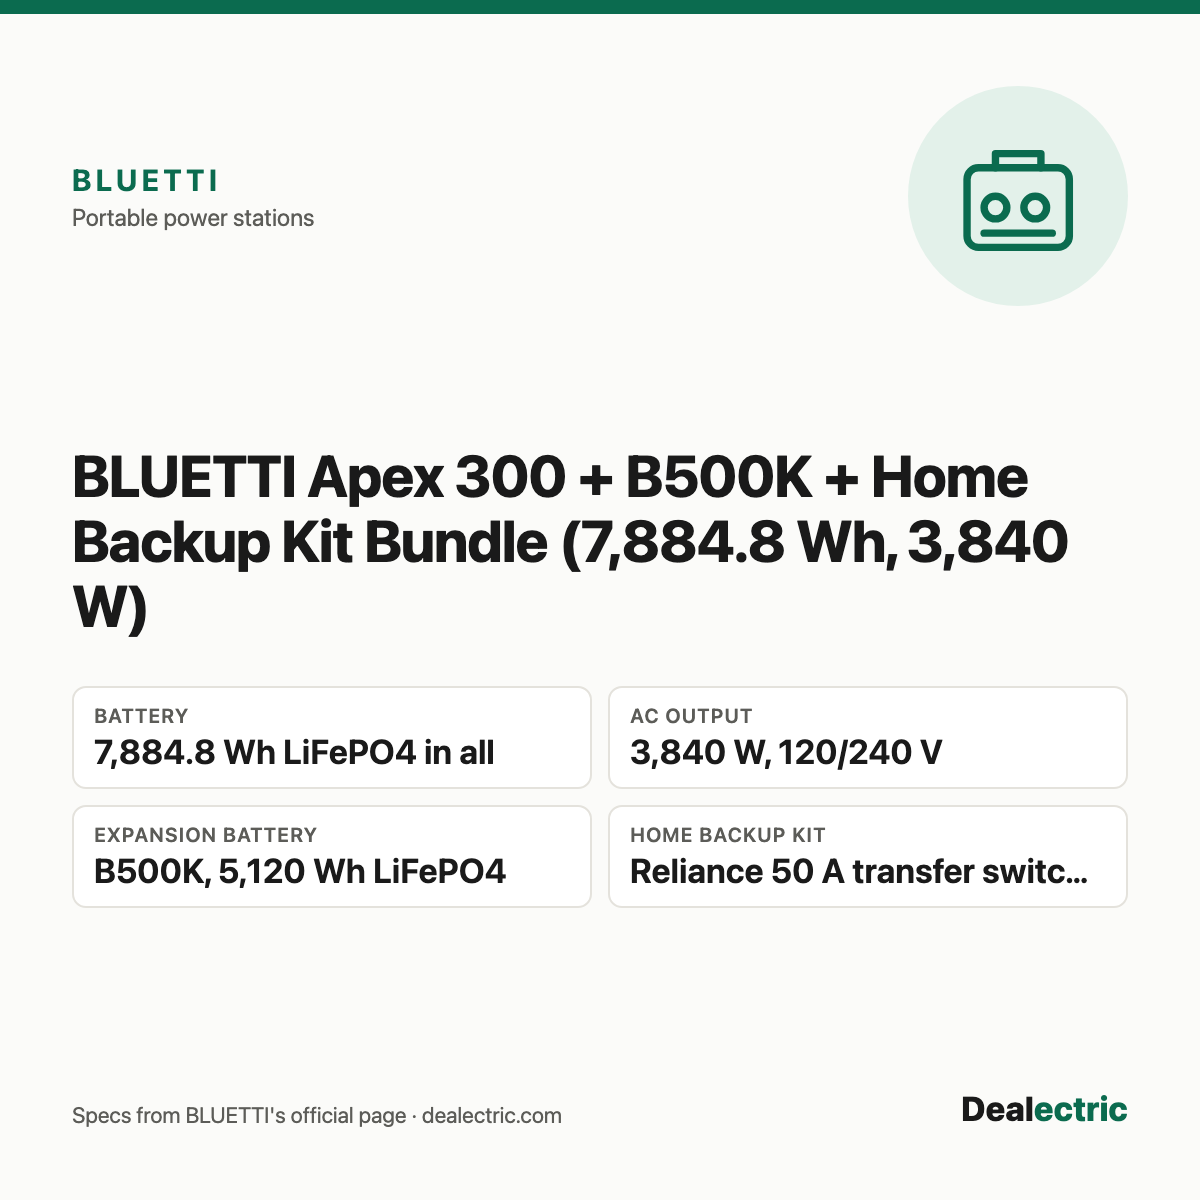 BLUETTI
Portable power stations
BLUETTI Apex 300 + B500K + Home
Backup Kit Bundle (7,884.8 Wh, 3,840
W)
BATTERY
7,884.8 Wh LiFePO4 in all
AC OUTPUT
3,840 W, 120/240 V
EXPANSION BATTERY
B500K, 5,120 Wh LiFePO4
HOME BACKUP KIT
Reliance 50 A transfer switc...
Specs from BLUETTI's official page · dealectric.com
Dealectric